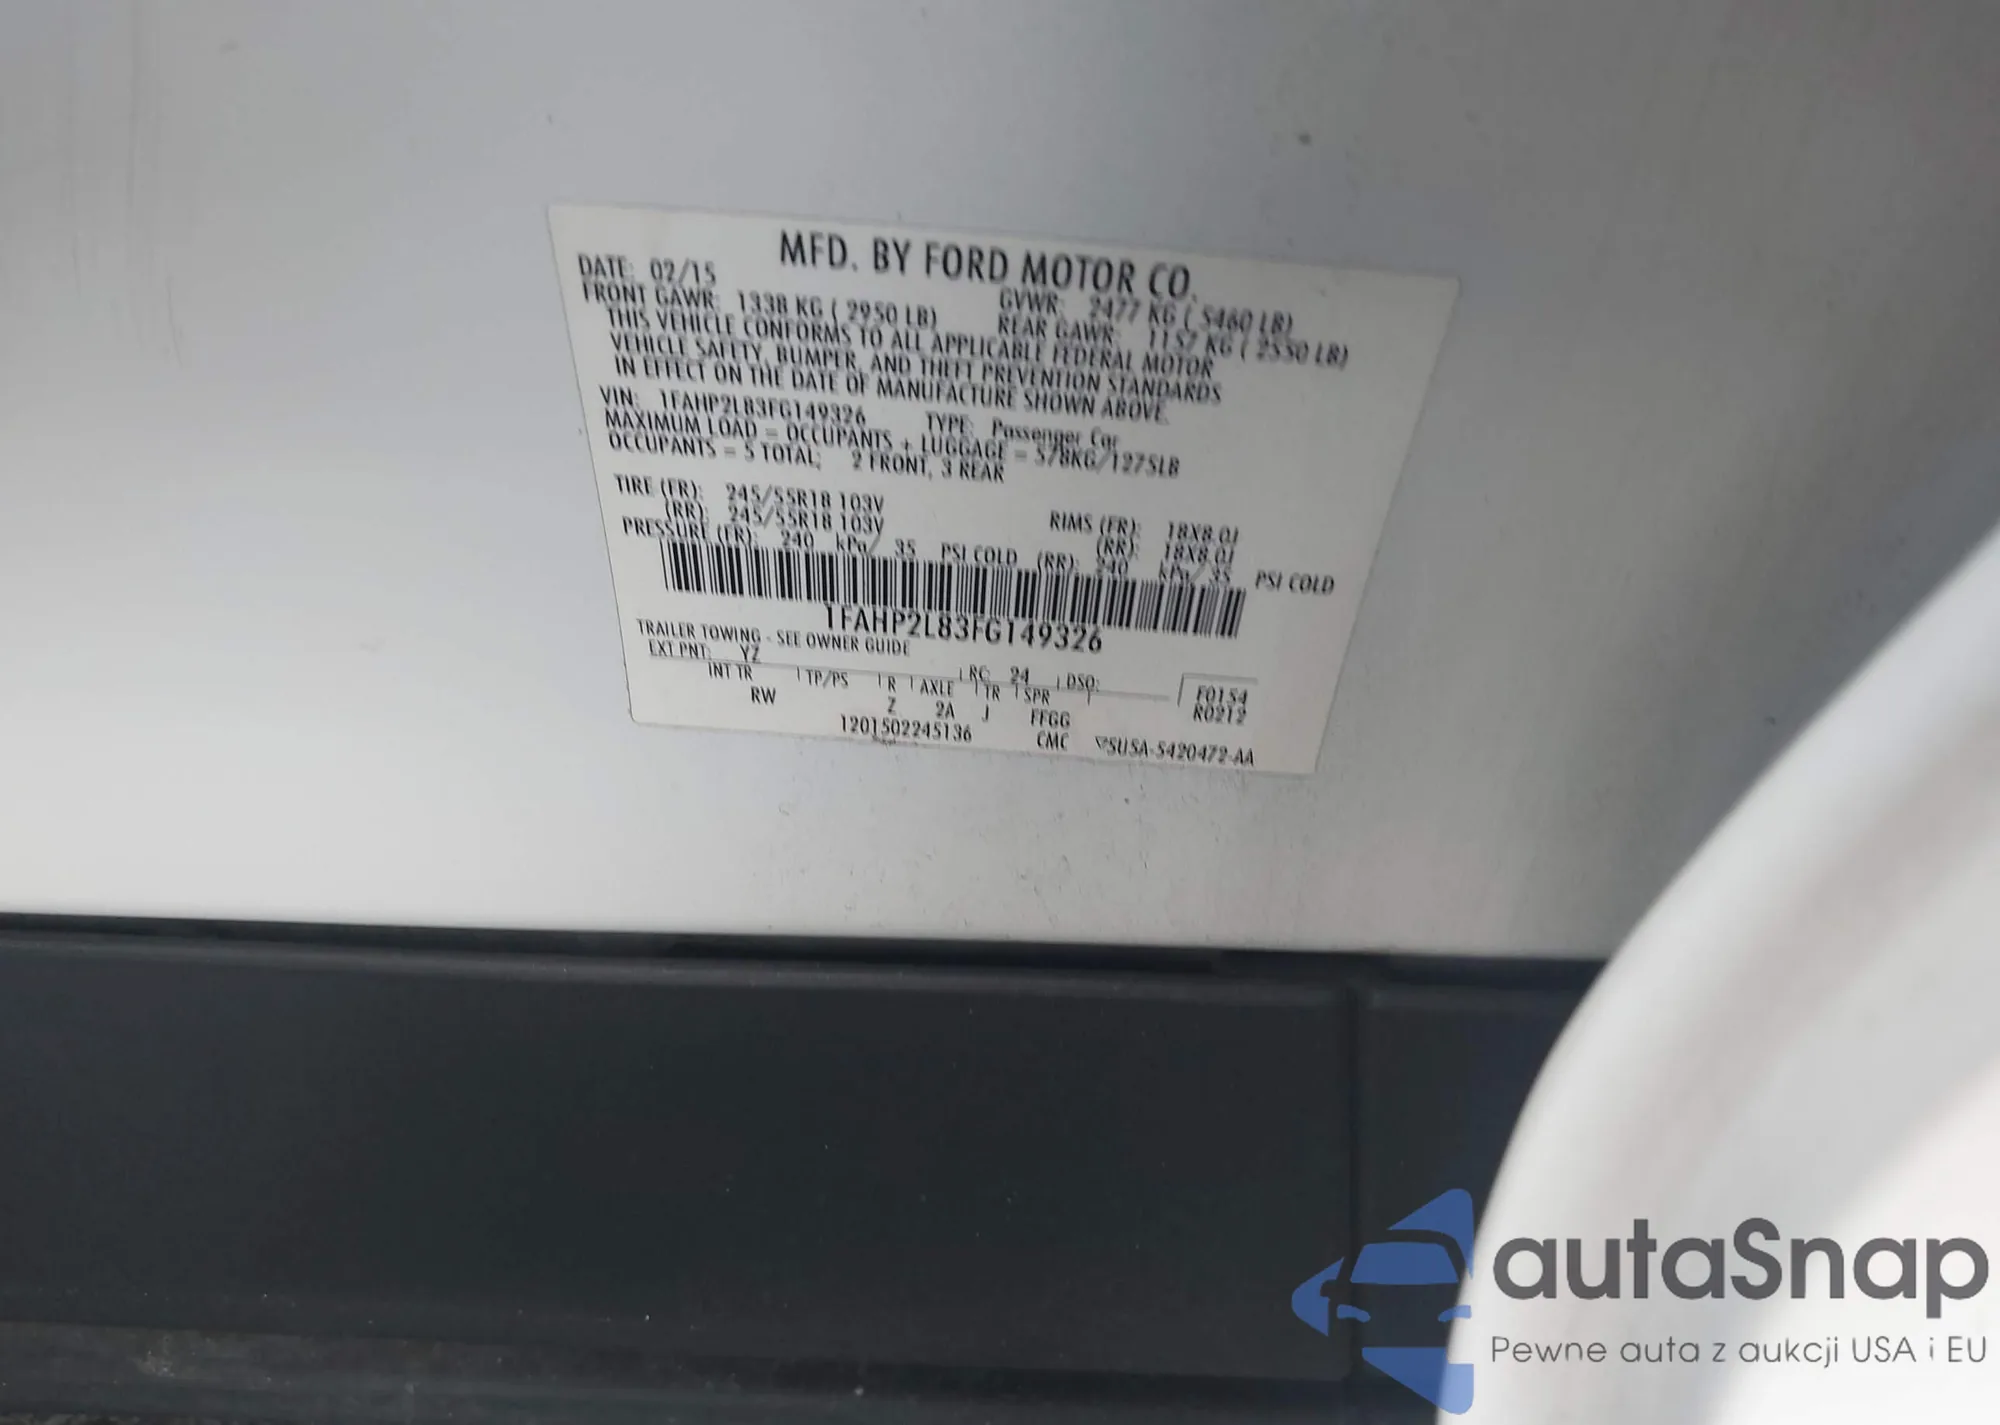 MFD. BY FORD MOTOR CO.
DATE: 02/15 GVWR: 2477 KG ( 5460 LB)
FRONT GAWR: 1338 KG ( 2950 LB) REAR GAWR: 1157 KG ( 2550 LB)
THIS VEHICLE CONFORMS TO ALL APPLICABLE FEDERAL MOTOR
VEHICLE SAFETY, BUMPER, AND THEFT PREVENTION STANDARDS
IN EFFECT ON THE DATE OF MANUFACTURE SHOWN ABOVE.
VIN: 1FAHP2L83FG149326 TYPE: Passenger Car
MAXIMUM LOAD = OCCUPANTS + LUGGAGE = 578KG/1275LB
OCCUPANTS = 5 TOTAL; 2 FRONT, 3 REAR
TIRE (FR): 245/55R18 103V RIMS (FR): 18X8.0J
(RR): 245/55R18 103V (RR): 18X8.0J
PRESSURE (FR): 240 kPa/ 35 PSI COLD (RR): 240 kPa/ 35 PSI COLD
1FAHP2L83FG149326
TRAILER TOWING - SEE OWNER GUIDE
EXT PNT: YZ RC: 24 DSO: F0154
INT TR TP/PS R AXLE TR SPR R0212
RW Z 2A J FFGG
1201502245136 CMC ▽5U5A-5420472-AA
autaSnap
Pewne auta z aukcji USA i EU